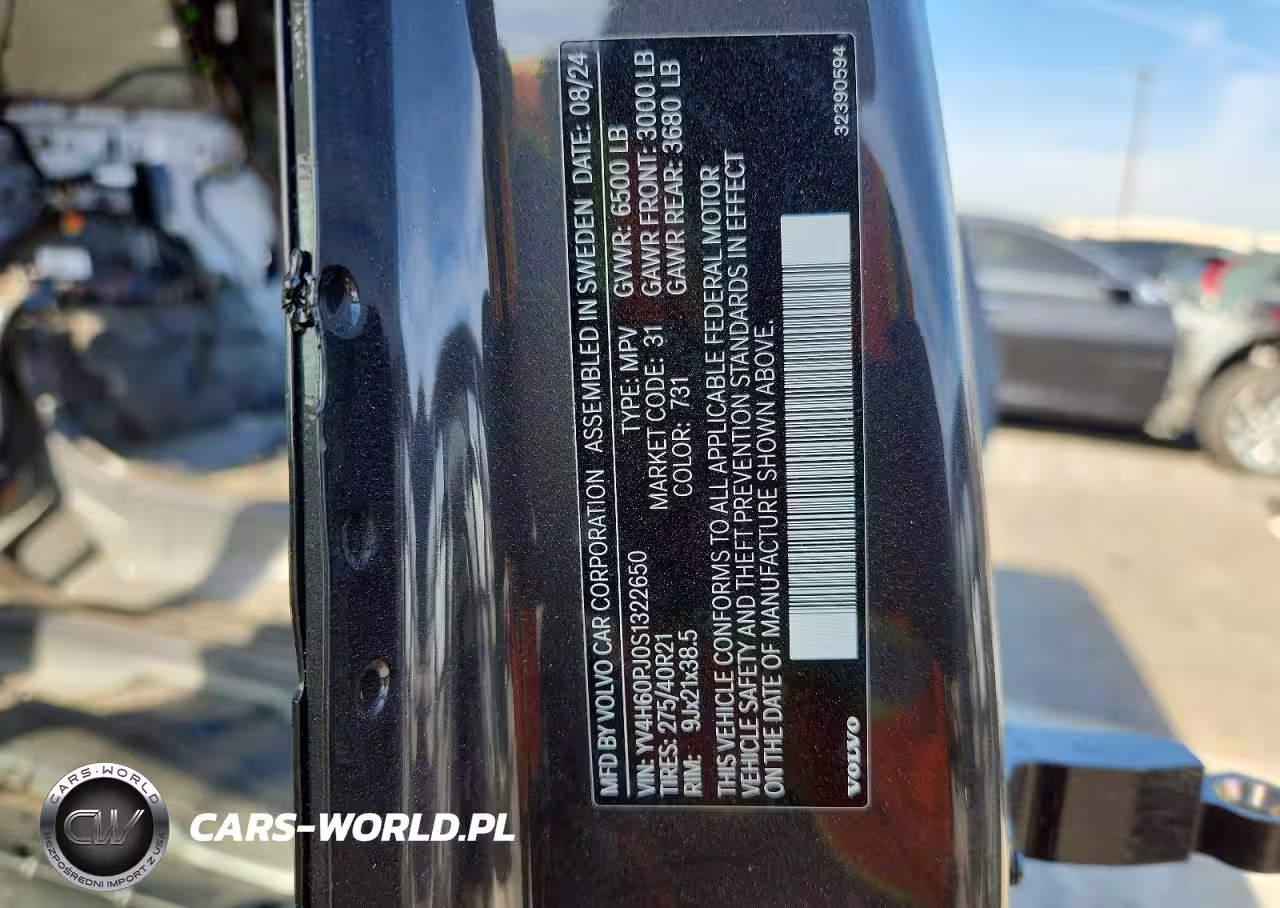 MFD BY VOLVO CAR CORPORATION ASSEMBLED IN SWEDEN DATE: 08/24
VIN: YV4H60PJ0S1322650 TYPE: MPV GVWR: 6500 LB
TIRES: 275/40R21 MARKET CODE: 31 GAWR FRONT: 3000 LB
RIM: 9Jx21x38.5 COLOR: 731 GAWR REAR: 3680 LB
THIS VEHICLE CONFORMS TO ALL APPLICABLE FEDERAL MOTOR
VEHICLE SAFETY AND THEFT PREVENTION STANDARDS IN EFFECT
ON THE DATE OF MANUFACTURE SHOWN ABOVE.
VOLVO 32390594
CARS-WORLD
CW
BEZPOŚREDNI IMPORT Z USA
CARS-WORLD.PL